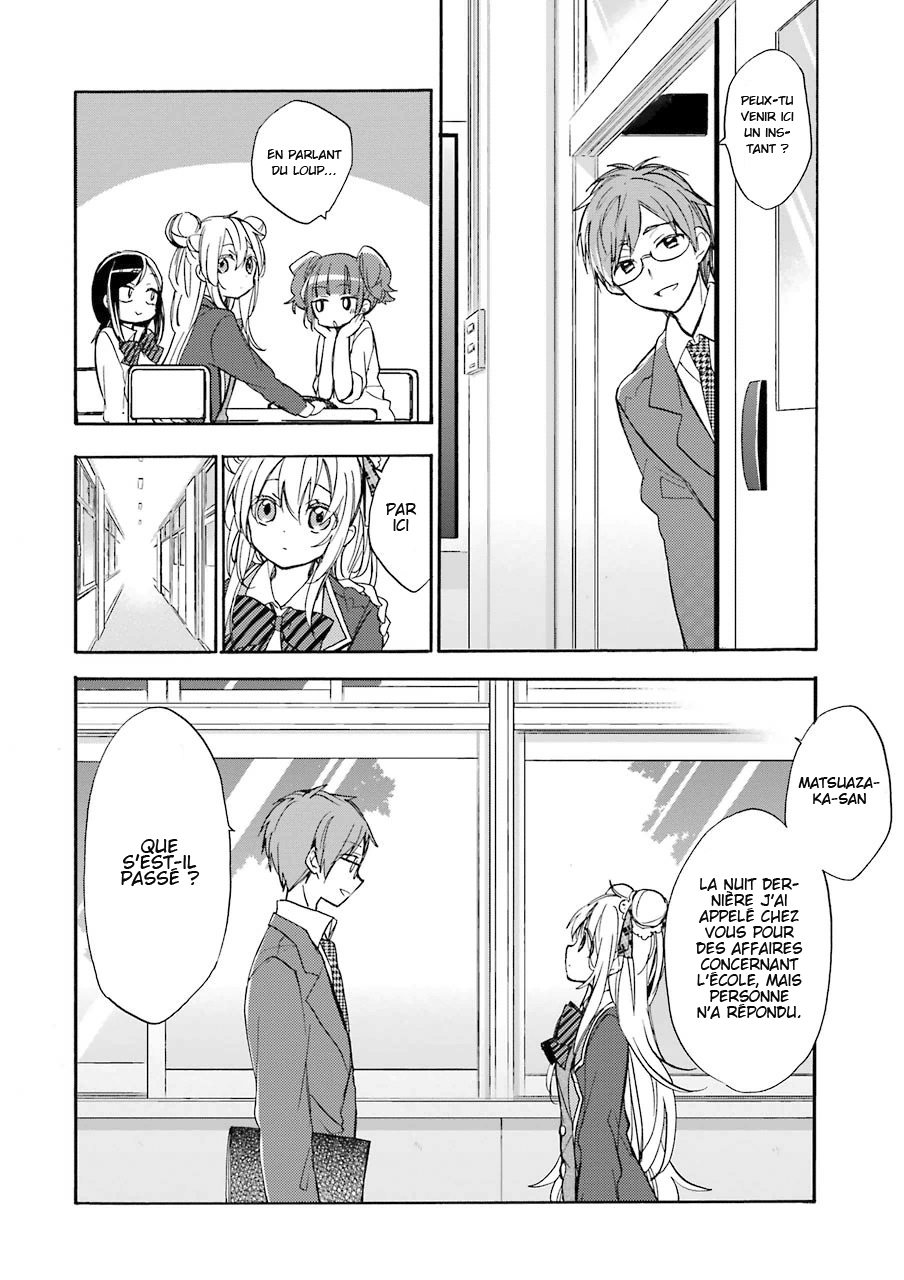 PEUX-TU
VENIR ICI
UN INS-
TANT ?
EN PARLANT
DU LOUP...
PAR
ICI
MATSUAZA-
KA-SAN
LA NUIT DER-
NIÈRE J'AI
APPELÉ CHEZ
VOUS POUR
DES AFFAIRES
CONCERNANT
L'ÉCOLE, MAIS
PERSONNE
N'A RÉPONDU.
QUE
S'EST-IL
PASSÉ ?